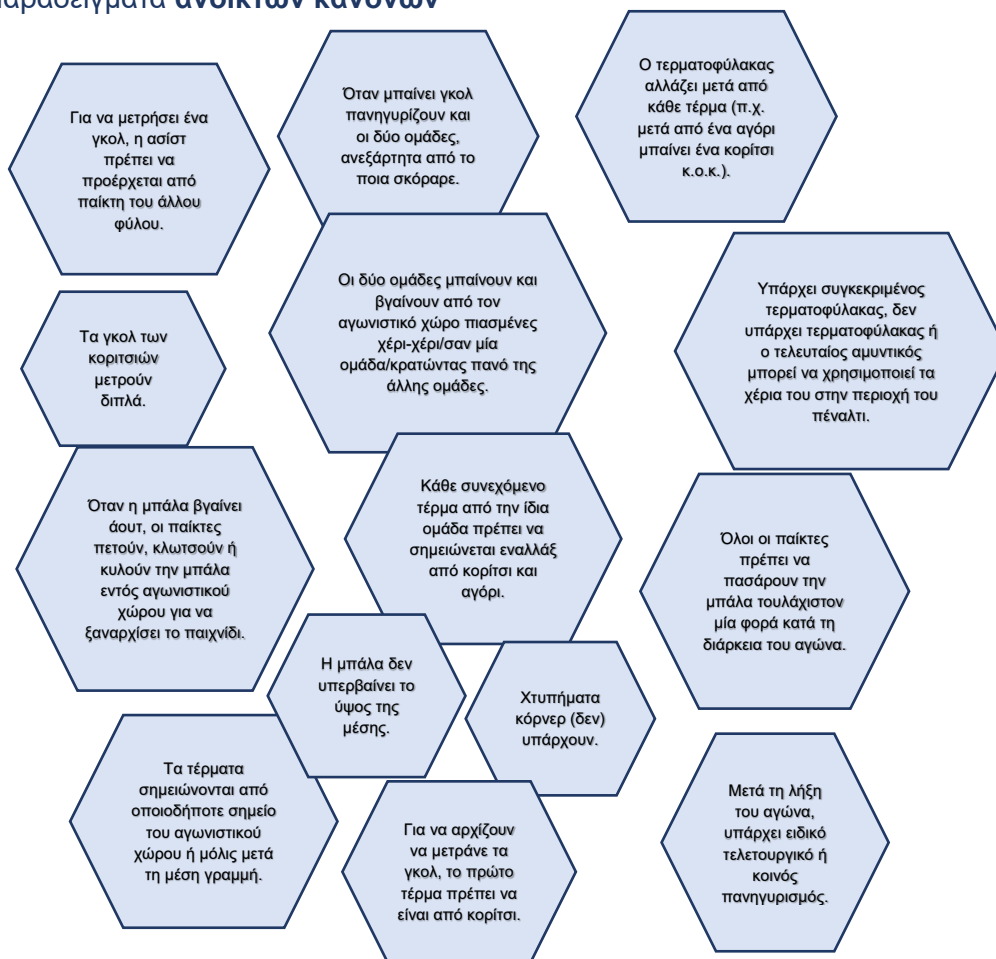 Παραδείγματα ανοικτών κανόνων
Για να μετρήσει ένα
γκολ, η ασίστ
πρέπει να
προέρχεται από
παίκτη του άλλου
φύλου.
Όταν μπαίνει γκολ
πανηγυρίζουν και
οι δύο ομάδες,
ανεξάρτητα από το
ποια σκόραρε.
Ο τερματοφύλακας
αλλάζει μετά από
κάθε τέρμα (π.χ.
μετά από ένα αγόρι
μπαίνει ένα κορίτσι
κ.ο.κ.).
Τα γκολ των
κοριτσιών
μετρούν
διπλά.
Οι δύο ομάδες μπαίνουν και
βγαίνουν από τον
αγωνιστικό χώρο πιασμένες
χέρι-χέρι/σαν μία
ομάδα/κρατώντας πανό της
άλλης ομάδες.
Υπάρχει συγκεκριμένος
τερματοφύλακας, δεν
υπάρχει τερματοφύλακας ή
ο τελευταίος αμυντικός
μπορεί να χρησιμοποιεί τα
χέρια του στην περιοχή του
πέναλτι.
Όταν η μπάλα βγαίνει
άουτ, οι παίκτες
πετούν, κλωτσούν ή
κυλούν την μπάλα
εντός αγωνιστικού
χώρου για να
ξαναρχίσει το παιχνίδι.
Κάθε συνεχόμενο
τέρμα από την ίδια
ομάδα πρέπει να
σημειώνεται εναλλάξ
από κορίτσι και
αγόρι.
Όλοι οι παίκτες
πρέπει να
πασάρουν την
μπάλα τουλάχιστον
μία φορά κατά τη
διάρκεια του αγώνα.
Η μπάλα δεν
υπερβαίνει το
ύψος της
μέσης.
Χτυπήματα
κόρνερ (δεν)
υπάρχουν.
Τα τέρματα
σημειώνονται από
οποιοδήποτε σημείο
του αγωνιστικού
χώρου ή μόλις μετά
τη μέση γραμμή.
Για να αρχίζουν
να μετράνε τα
γκολ, το πρώτο
τέρμα πρέπει να
είναι από κορίτσι.
Μετά τη λήξη
του αγώνα,
υπάρχει ειδικό
τελετουργικό ή
κοινός
πανηγυρισμός.